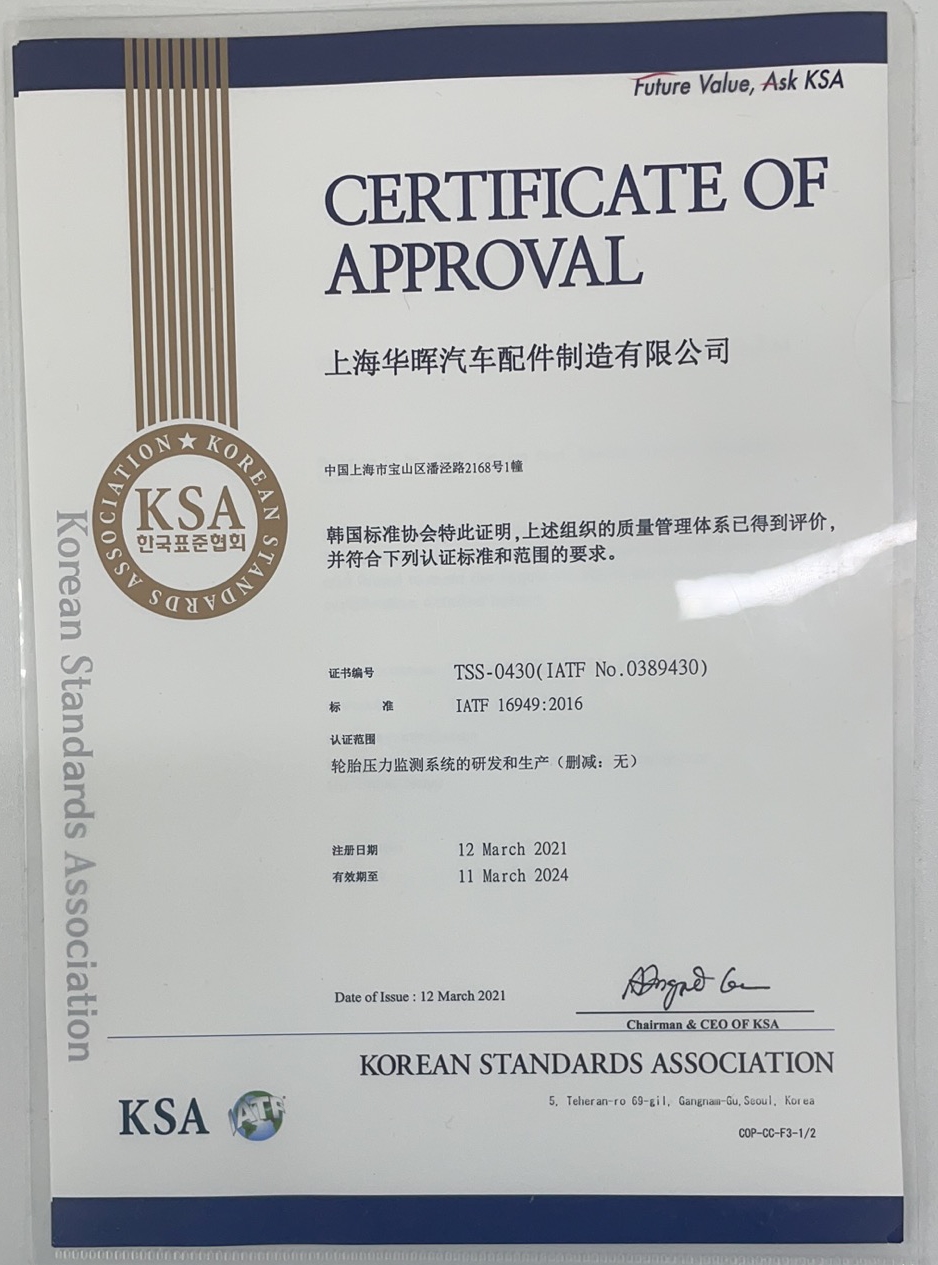 Future Value, Ask KSA
CERTIFICATE OF
APPROVAL
上海华晖汽车配件制造有限公司
ASSOCIATION ★ KOREAN STANDARDS
KSA
한국표준협회
中国上海市宝山区潘泾路2168号1幢
韩国标准协会特此证明,上述组织的质量管理体系已得到评价,
并符合下列认证标准和范围的要求。
Korean Standards Association
证书编号 TSS-0430(IATF No.0389430)
标 准 IATF 16949:2016
认证范围
轮胎压力监测系统的研发和生产（删减：无）
注册日期 12 March 2021
有效期至 11 March 2024
Date of Issue : 12 March 2021
Chairman & CEO OF KSA
KOREAN STANDARDS ASSOCIATION
5, Teheran-ro 69-gil, Gangnam-Gu, Seoul, Korea
KSA IATF
COP-CC-F3-1/2